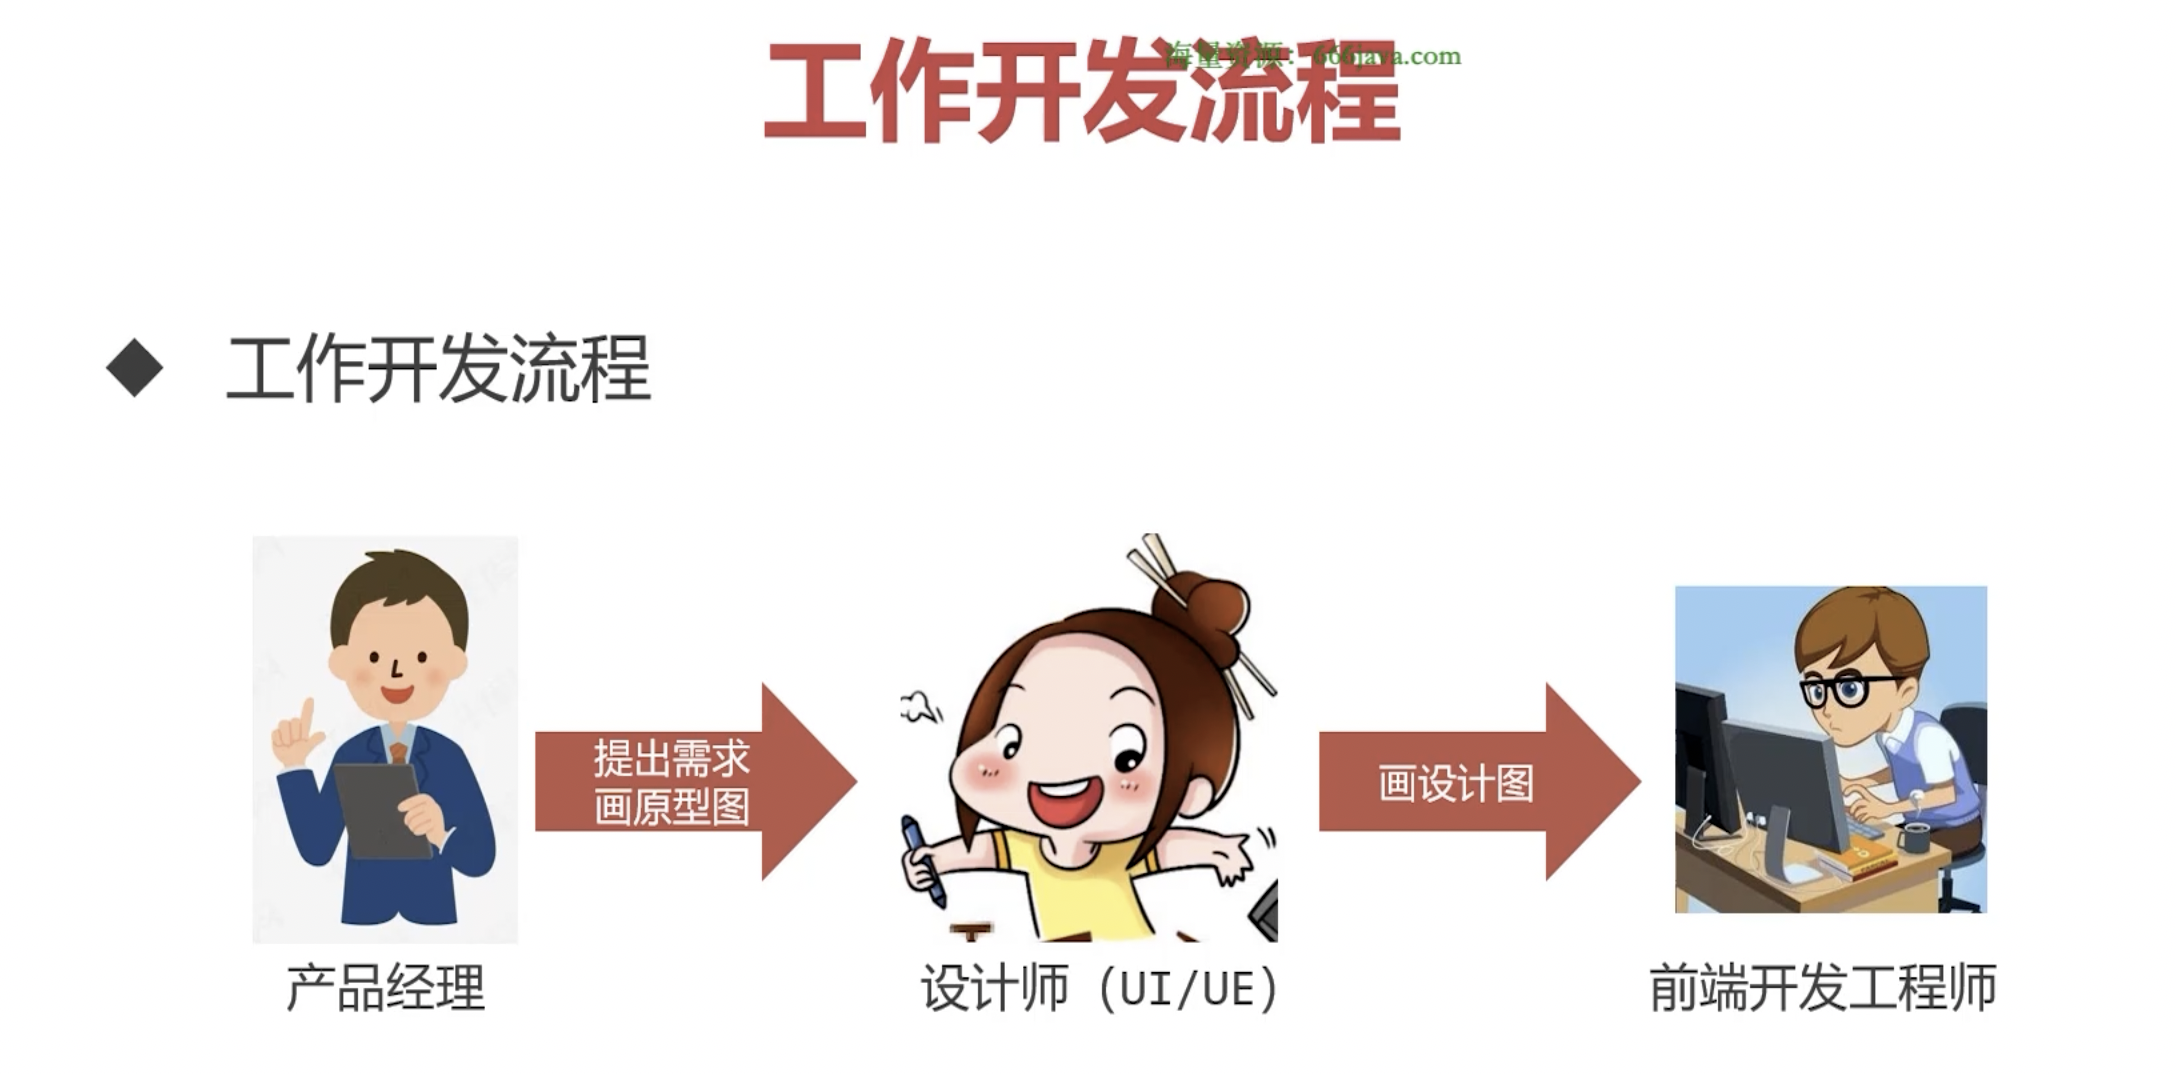 工作开发流程
海量资源：666java.com
工作开发流程
提出需求
画原型图
画设计图
产品经理
设计师（UI/UE）
前端开发工程师